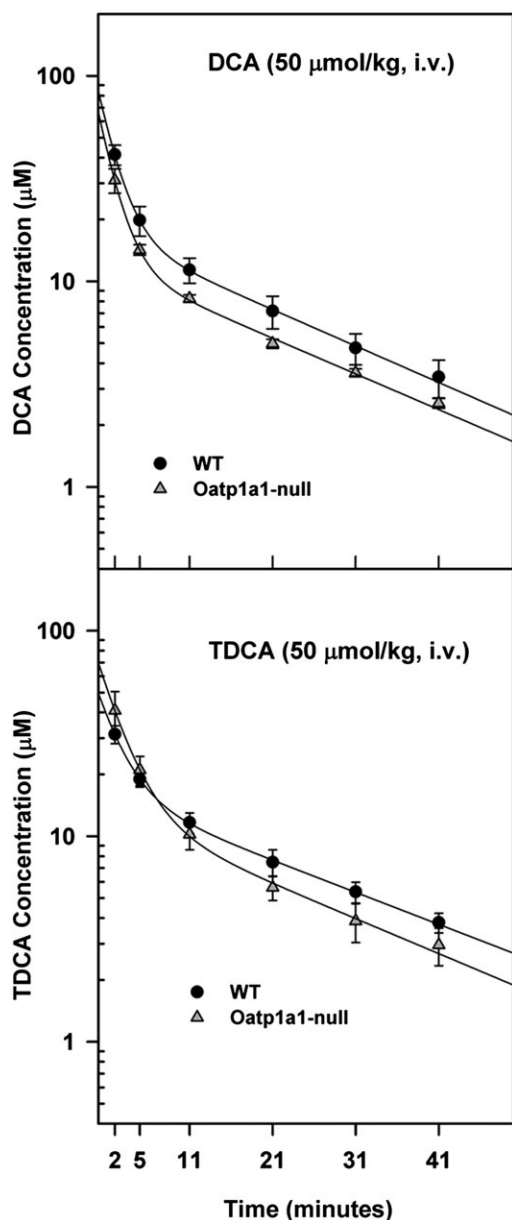 DCA (50 μmol/kg, i.v.)
100
10
1
DCA Concentration (μM)
WT
Oatp1a1-null
TDCA (50 μmol/kg, i.v.)
100
10
1
TDCA Concentration (μM)
WT
Oatp1a1-null
2 5 11 21 31 41
Time (minutes)